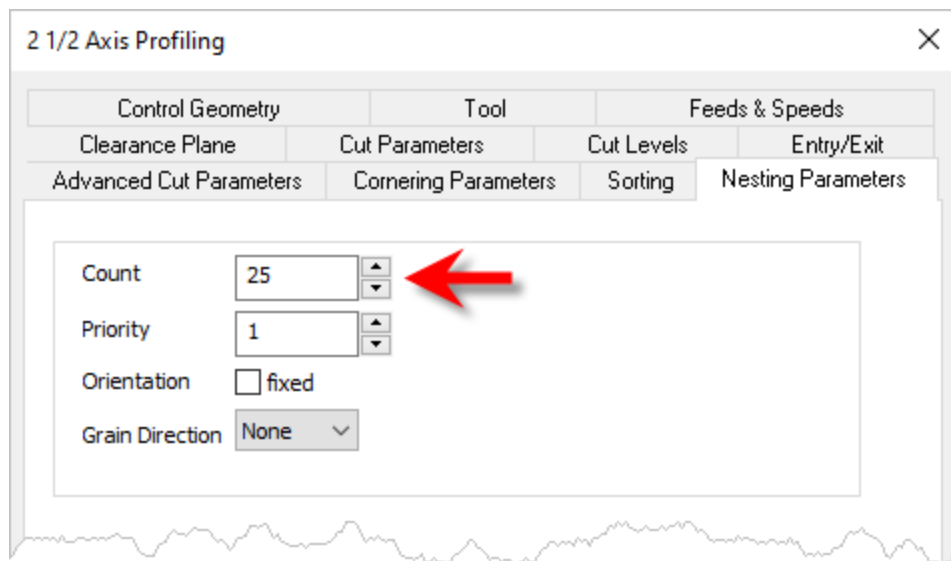 2 1/2 Axis Profiling
Control Geometry Tool Feeds & Speeds
Clearance Plane Cut Parameters Cut Levels Entry/Exit
Advanced Cut Parameters Cornering Parameters Sorting Nesting Parameters
Count 25
Priority 1
Orientation fixed
Grain Direction None